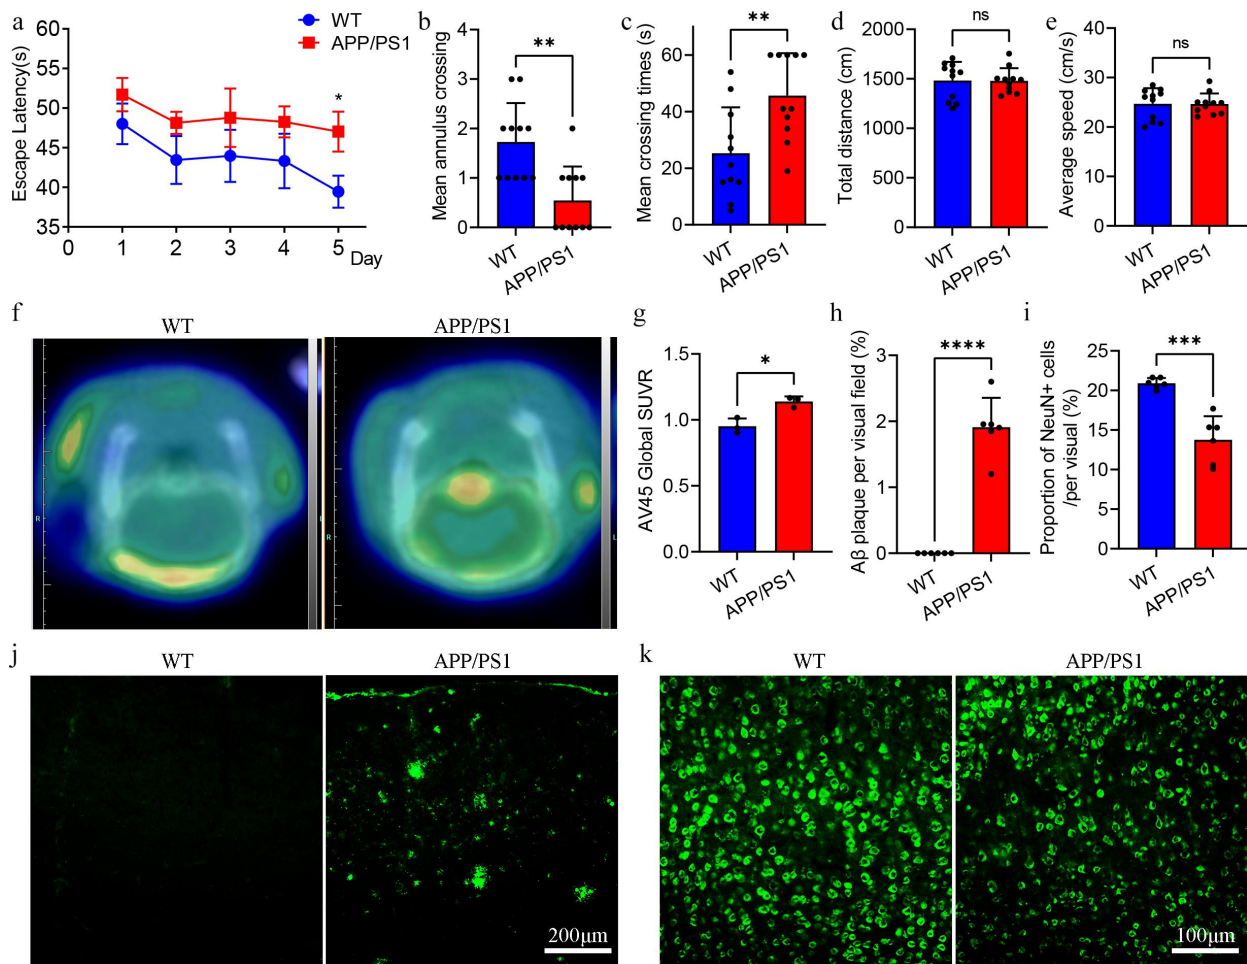 a
WT
APP/PS1
Escape Latency(s)
60
55
50
45
40
35
0
1
2
3
4
5
Day
*
b
Mean annulus crossing
4
3
2
1
0
**
WT
APP/PS1
c
Mean crossing times (s)
60
40
20
0
**
WT
APP/PS1
d
Total distance (cm)
2000
1500
1000
500
0
ns
WT
APP/PS1
e
Average speed (cm/s)
40
30
20
10
0
ns
WT
APP/PS1
f
WT
APP/PS1
R
L
R
L
g
AV45 Global SUVR
1.5
1.0
0.5
0.0
*
WT
APP/PS1
h
Aβ plaque per visual field (%)
3
2
1
0
****
WT
APP/PS1
i
Proportion of NeuN+ cells
/per visual (%)
25
20
15
10
5
0
***
WT
APP/PS1
j
WT
APP/PS1
200μm
k
WT
APP/PS1
100μm